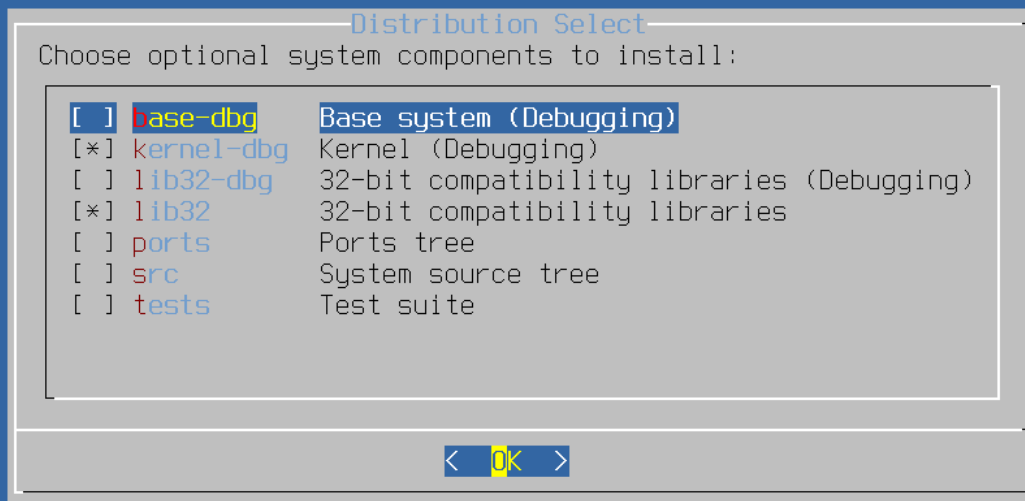 Distribution Select
Choose optional system components to install:
[ ] base-dbg Base system (Debugging)
[*] kernel-dbg Kernel (Debugging)
[ ] lib32-dbg 32-bit compatibility libraries (Debugging)
[*] lib32 32-bit compatibility libraries
[ ] ports Ports tree
[ ] src System source tree
[ ] tests Test suite
< OK >